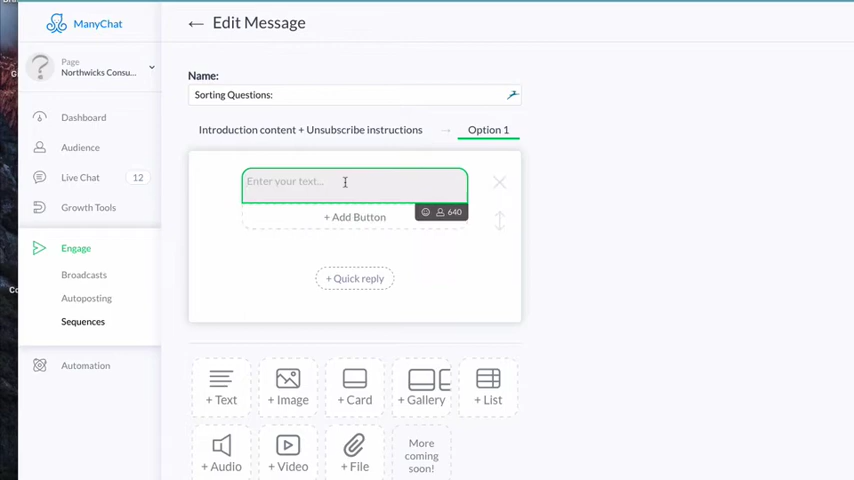 ManyChat
← Edit Message
Page
Northwicks Consu...
Name:
Sorting Questions:
Dashboard
Audience
Live Chat 12
Growth Tools
Engage
Broadcasts
Autoposting
Sequences
Automation
Introduction content + Unsubscribe instructions → Option 1
Enter your text...
640
+ Add Button
+ Quick reply
+ Text
+ Image
+ Card
+ Gallery
+ List
+ Audio
+ Video
+ File
More
coming
soon!